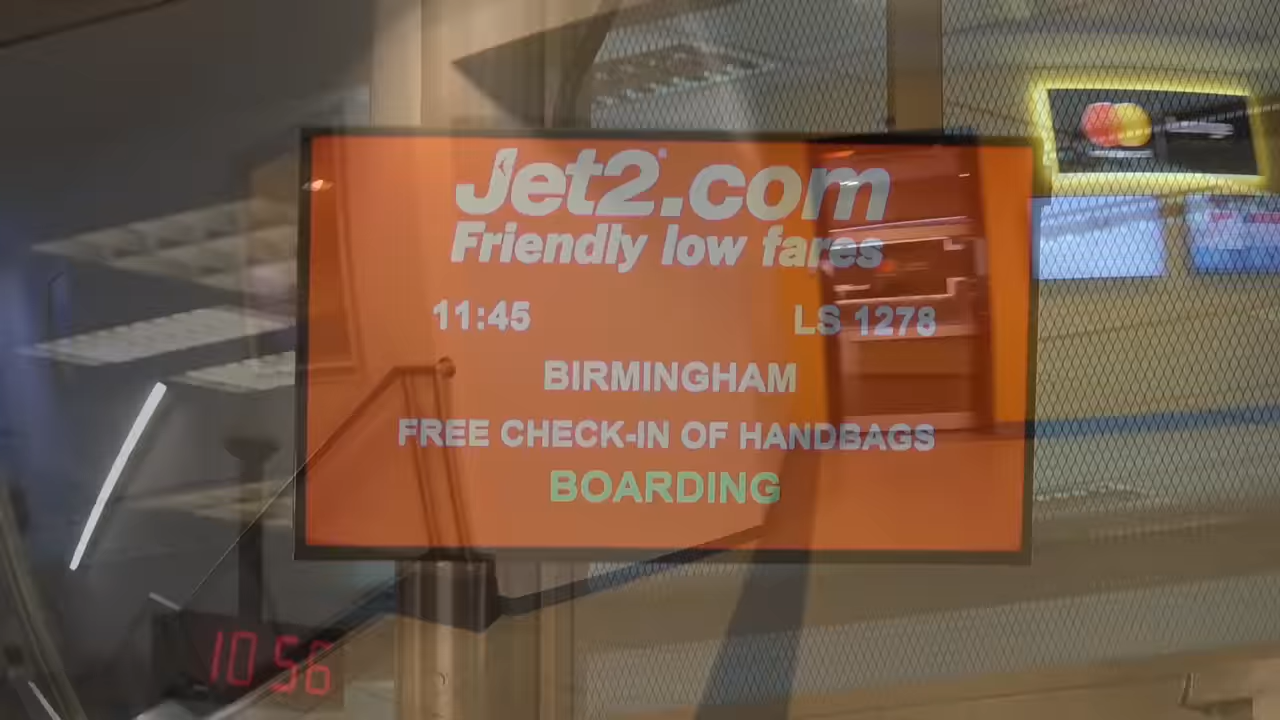 Jet2.com
Friendly low fares
11:45 LS 1278
BIRMINGHAM
FREE CHECK-IN OF HANDBAGS
BOARDING
10 56